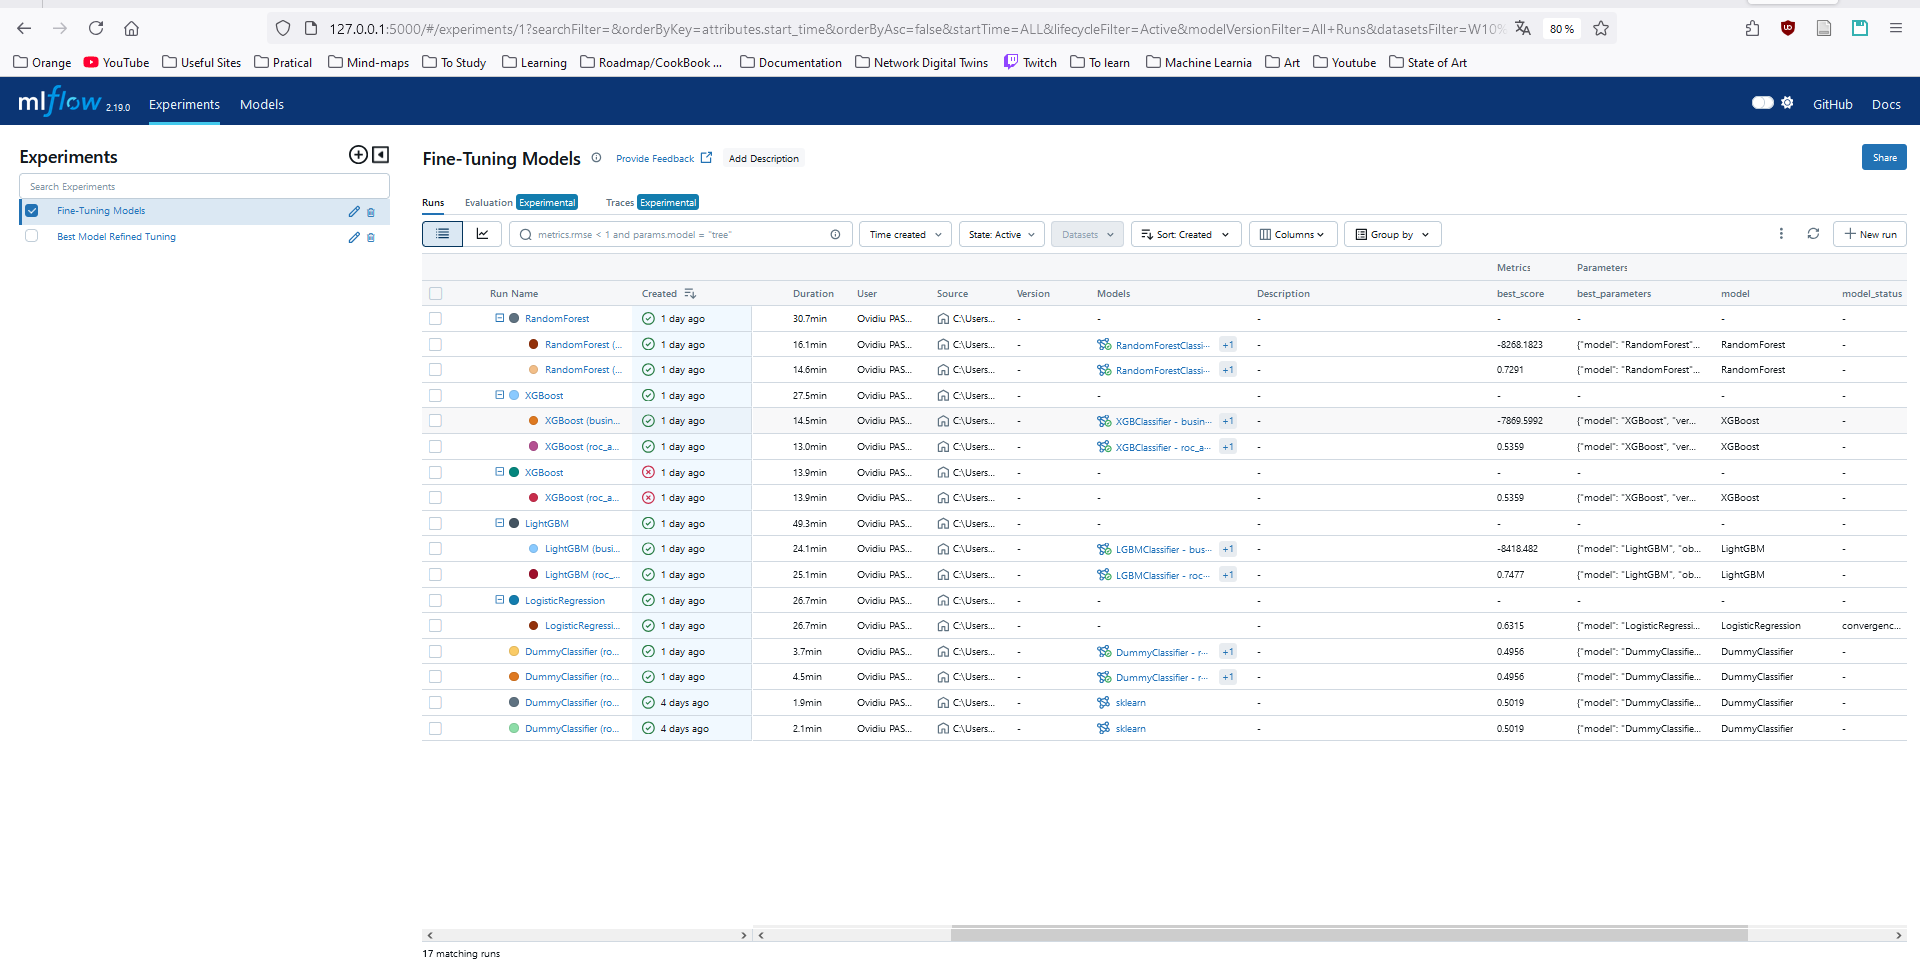 127.0.0.1:5000/#/experiments/1?searchFilter=&orderByKey=attributes.start_time&orderByAsc=false&startTime=ALL&lifecycleFilter=Active&modelVersionFilter=All+Runs&datasetsFilter=W10% 80 %
Orange YouTube Useful Sites Pratical Mind-maps To Study Learning Roadmap/CookBook ... Documentation Network Digital Twins Twitch To learn Machine Learnia Art Youtube State of Art
mlflow 2.19.0 Experiments Models GitHub Docs
Experiments
Search Experiments
Fine-Tuning Models
Best Model Refined Tuning
Fine-Tuning Models Provide Feedback Add Description Share
Runs Evaluation Experimental Traces Experimental
metrics.rmse < 1 and params.model = "tree" Time created State: Active Datasets Sort: Created Columns Group by New run
Metrics Parameters
Run Name Created Duration User Source Version Models Description best_score best_parameters model model_status
RandomForest 1 day ago 30.7min Ovidiu PAS... C:\Users... - - - - - - -
RandomForest (... 1 day ago 16.1min Ovidiu PAS... C:\Users... - RandomForestClassi... +1 - -8268.1823 {"model": "RandomForest"... RandomForest -
RandomForest (... 1 day ago 14.6min Ovidiu PAS... C:\Users... - RandomForestClassi... +1 - 0.7291 {"model": "RandomForest"... RandomForest -
XGBoost 1 day ago 27.5min Ovidiu PAS... C:\Users... - - - - - - -
XGBoost (busin... 1 day ago 14.5min Ovidiu PAS... C:\Users... - XGBClassifier - busin... +1 - -7869.5992 {"model": "XGBoost", "ver... XGBoost -
XGBoost (roc_a... 1 day ago 13.0min Ovidiu PAS... C:\Users... - XGBClassifier - roc_a... +1 - 0.5359 {"model": "XGBoost", "ver... XGBoost -
XGBoost 1 day ago 13.9min Ovidiu PAS... C:\Users... - - - - - - -
XGBoost (roc_a... 1 day ago 13.9min Ovidiu PAS... C:\Users... - - - 0.5359 {"model": "XGBoost", "ver... XGBoost -
LightGBM 1 day ago 49.3min Ovidiu PAS... C:\Users... - - - - - - -
LightGBM (busi... 1 day ago 24.1min Ovidiu PAS... C:\Users... - LGBMClassifier - bus... +1 - -8418.482 {"model": "LightGBM", "ob... LightGBM -
LightGBM (roc_... 1 day ago 25.1min Ovidiu PAS... C:\Users... - LGBMClassifier - roc... +1 - 0.7477 {"model": "LightGBM", "ob... LightGBM -
LogisticRegression 1 day ago 26.7min Ovidiu PAS... C:\Users... - - - - - - -
LogisticRegressi... 1 day ago 26.7min Ovidiu PAS... C:\Users... - - - 0.6315 {"model": "LogisticRegressi... LogisticRegression convergenc...
DummyClassifier (ro... 1 day ago 3.7min Ovidiu PAS... C:\Users... - DummyClassifier - r... +1 - 0.4956 {"model": "DummyClassifie... DummyClassifier -
DummyClassifier (ro... 1 day ago 4.5min Ovidiu PAS... C:\Users... - DummyClassifier - r... +1 - 0.4956 {"model": "DummyClassifie... DummyClassifier -
DummyClassifier (ro... 4 days ago 1.9min Ovidiu PAS... C:\Users... - sklearn - 0.5019 {"model": "DummyClassifie... DummyClassifier -
DummyClassifier (ro... 4 days ago 2.1min Ovidiu PAS... C:\Users... - sklearn - 0.5019 {"model": "DummyClassifie... DummyClassifier -
17 matching runs